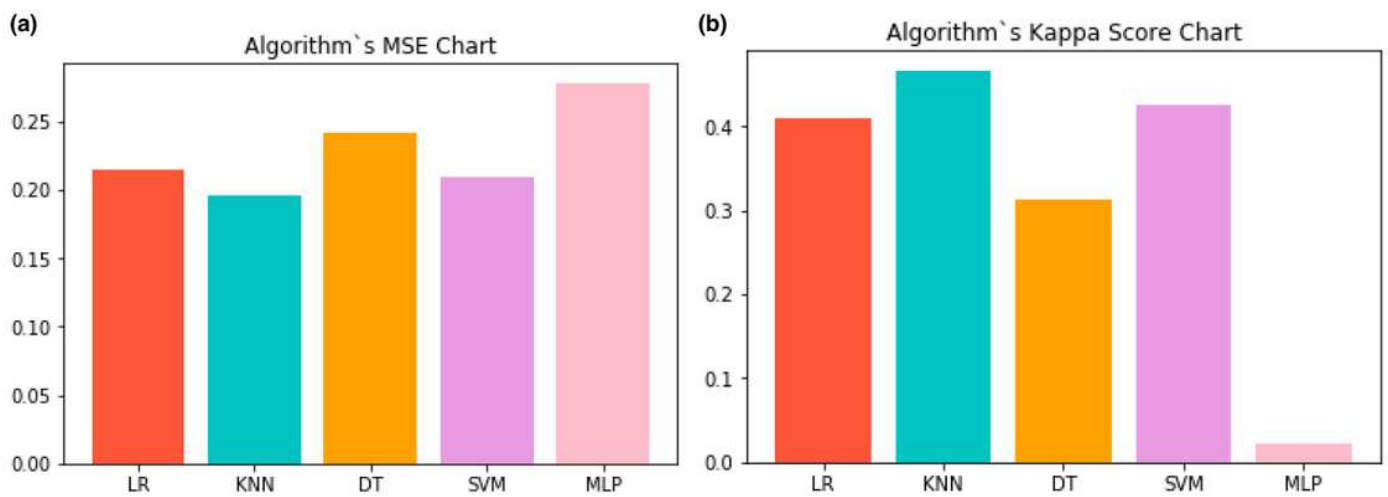 (a)
Algorithm`s MSE Chart
0.25
0.20
0.15
0.10
0.05
0.00
LR KNN DT SVM MLP
(b)
Algorithm`s Kappa Score Chart
0.4
0.3
0.2
0.1
0.0
LR KNN DT SVM MLP